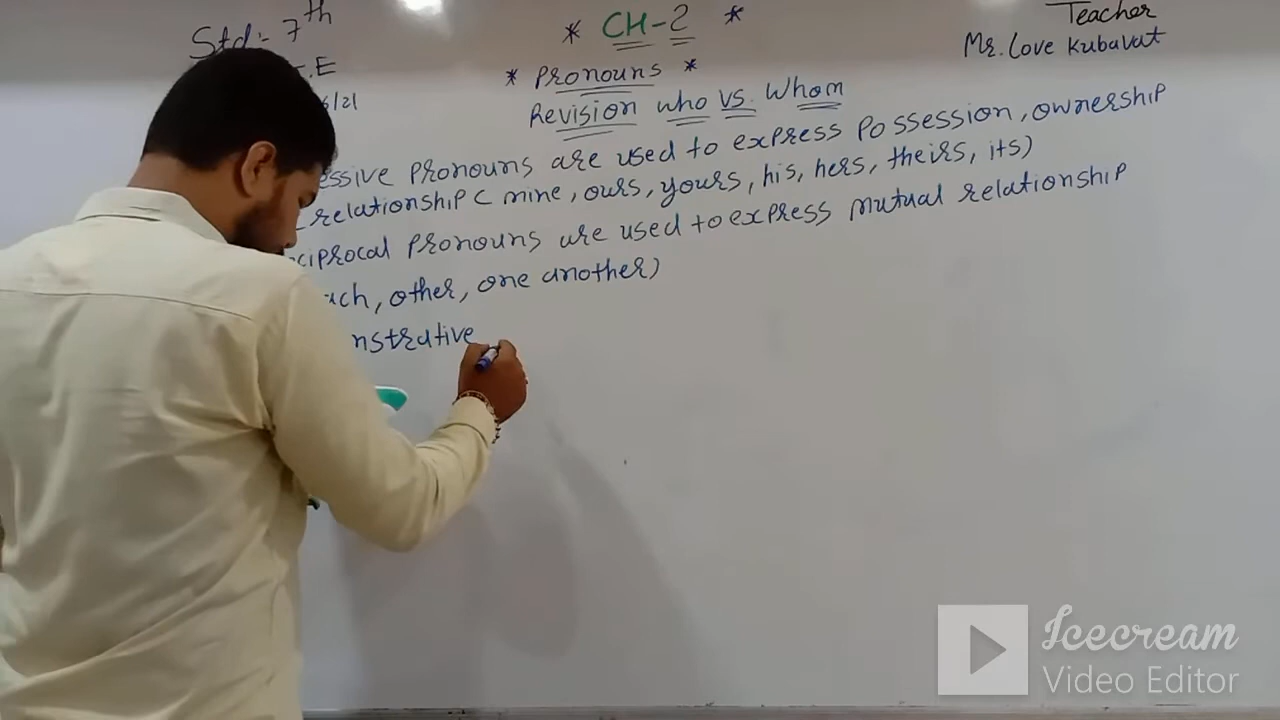 Std:- 7th
* CH-2 *
Teacher
Mr. Love Kubavat
.E
* Pronouns *
/21
Revision who vs. Whom
essive pronouns are used to express possession, ownership
relationship ( mine, ours, yours, his, hers, theirs, its)
ciprocal pronouns are used to express mutual relationship
ach, other, one another)
nstrative
Icecream
Video Editor